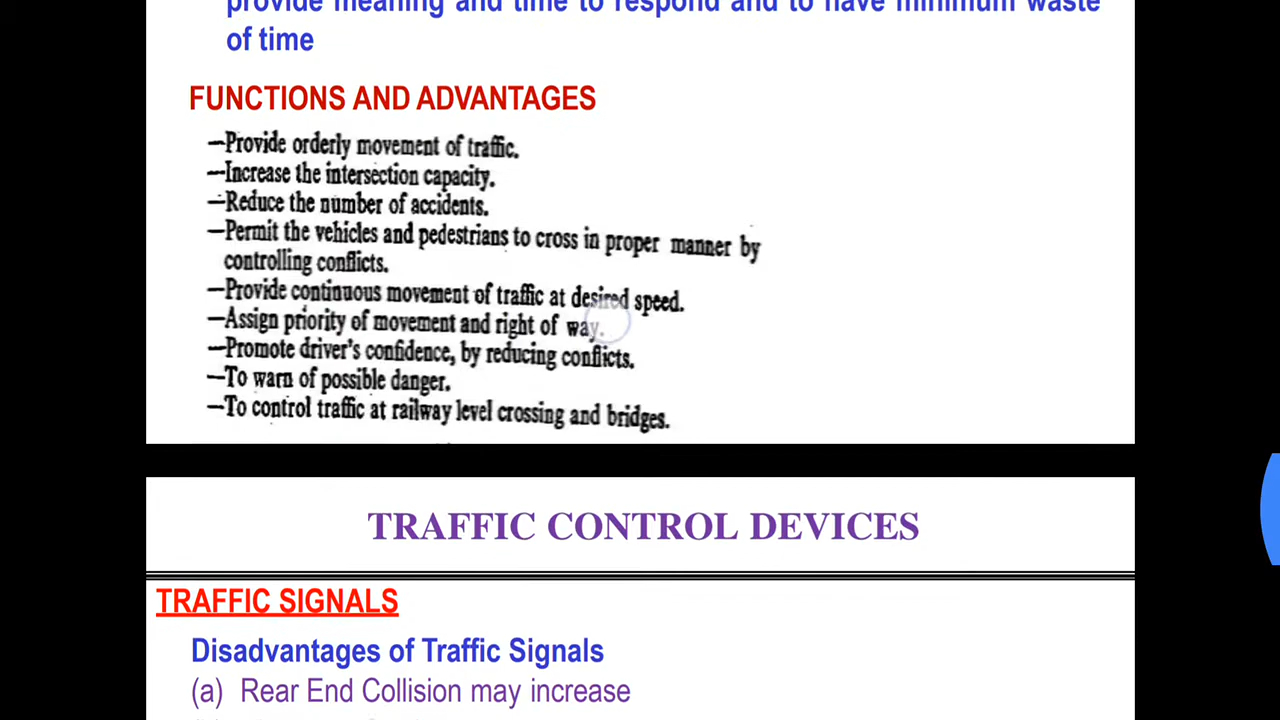 provide meaning and time to respond and to have minimum waste
of time
FUNCTIONS AND ADVANTAGES
—Provide orderly movement of traffic.
—Increase the intersection capacity.
—Reduce the number of accidents.
—Permit the vehicles and pedestrians to cross in proper manner by
controlling conflicts.
—Provide continuous movement of traffic at desired speed.
—Assign priority of movement and right of way.
—Promote driver's confidence, by reducing conflicts.
—To warn of possible danger.
—To control traffic at railway level crossing and bridges.
TRAFFIC CONTROL DEVICES
TRAFFIC SIGNALS
Disadvantages of Traffic Signals
(a) Rear End Collision may increase